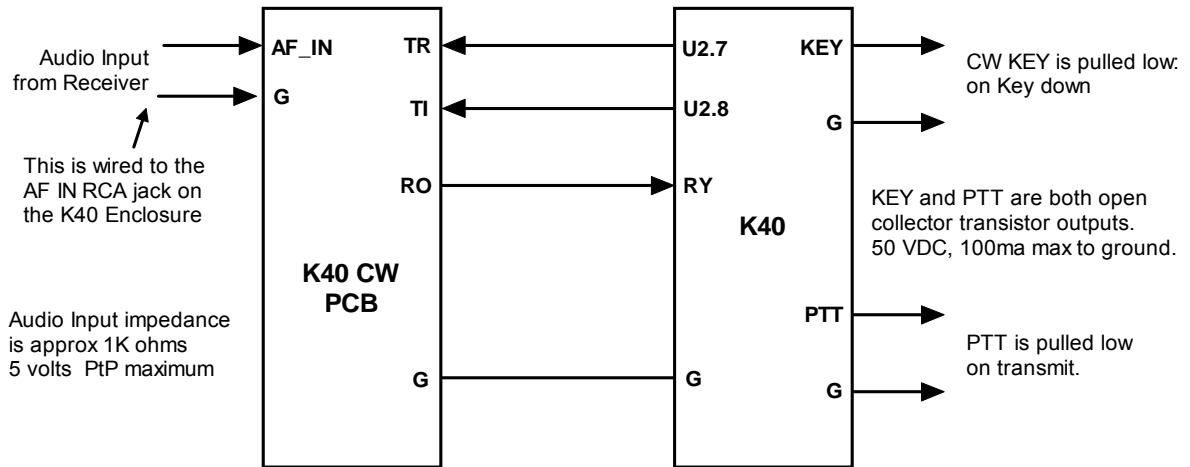 Audio Input
from Receiver
This is wired to the
AF IN RCA jack on
the K40 Enclosure
Audio Input impedance
is approx 1K ohms
5 volts PtP maximum
AF_IN
G
TR
TI
RO
K40 CW
PCB
G
U2.7
U2.8
RY
K40
G
KEY
G
PTT
G
CW KEY is pulled low:
on Key down
KEY and PTT are both open
collector transistor outputs.
50 VDC, 100ma max to ground.
PTT is pulled low
on transmit.